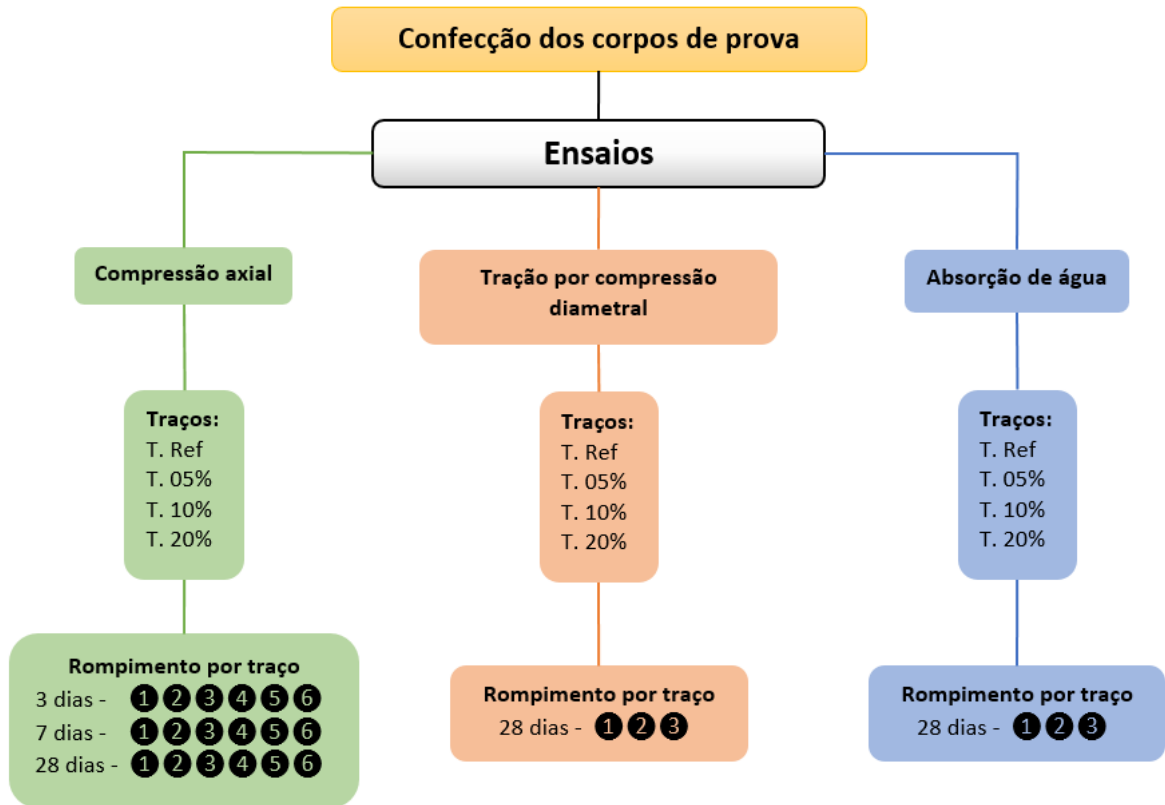 Confecção dos corpos de prova
Ensaios
Compressão axial
Traços:
T. Ref
T. 05%
T. 10%
T. 20%
Rompimento por traço
3 dias - 1 2 3 4 5 6
7 dias - 1 2 3 4 5 6
28 dias - 1 2 3 4 5 6
Tração por compressão
diametral
Traços:
T. Ref
T. 05%
T. 10%
T. 20%
Rompimento por traço
28 dias - 1 2 3
Absorção de água
Traços:
T. Ref
T. 05%
T. 10%
T. 20%
Rompimento por traço
28 dias - 1 2 3